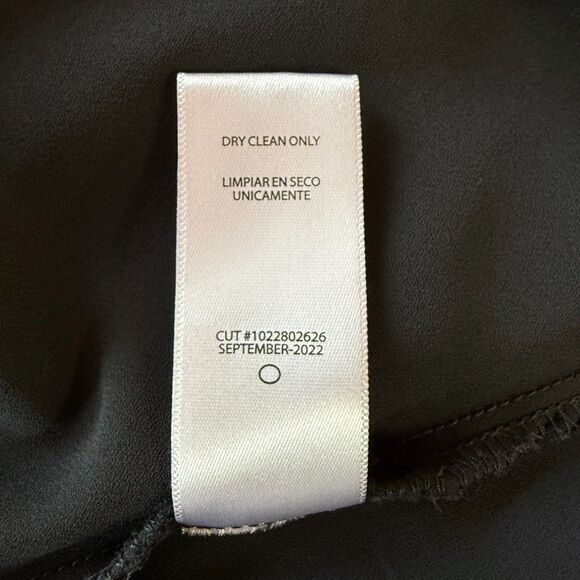 DRY CLEAN ONLY
LIMPIAR EN SECO
UNICAMENTE
CUT #1022802626
SEPTEMBER-2022